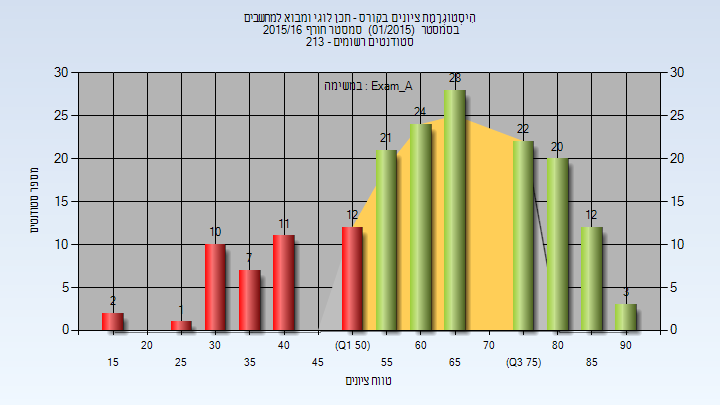 היסטוגרמת ציונים בקורס - תכן לוגי ומבוא למחשבים
בסמסטר (01/2015) סמסטר חורף 2015/16
סטודנטים רשומים - 213
במשימה : Exam_A
מספר סטודנטים
30 25 20 15 10 5 0
2 1 10 7 11 12 21 24 28 22 20 12 3
30 25 20 15 10 5 0
20 30 40 (Q1 50) 60 70 80 90
15 25 35 45 55 65 (Q3 75) 85
טווח ציונים